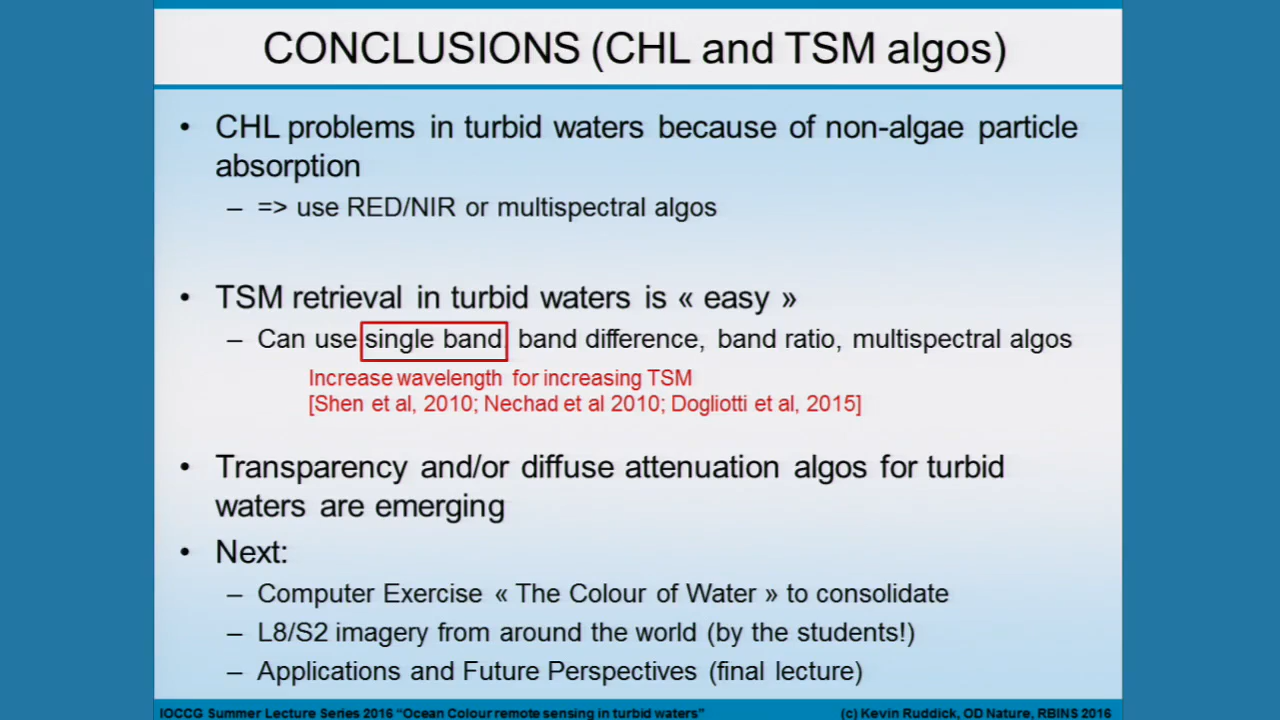 CONCLUSIONS (CHL and TSM algos)
• CHL problems in turbid waters because of non-algae particle
absorption
– => use RED/NIR or multispectral algos
• TSM retrieval in turbid waters is « easy »
– Can use single band, band difference, band ratio, multispectral algos
Increase wavelength for increasing TSM
[Shen et al, 2010; Nechad et al 2010; Dogliotti et al, 2015]
• Transparency and/or diffuse attenuation algos for turbid
waters are emerging
• Next:
– Computer Exercise « The Colour of Water » to consolidate
– L8/S2 imagery from around the world (by the students!)
– Applications and Future Perspectives (final lecture)
IOCCG Summer Lecture Series 2016 “Ocean Colour remote sensing in turbid waters” (c) Kevin Ruddick, OD Nature, RBINS 2016